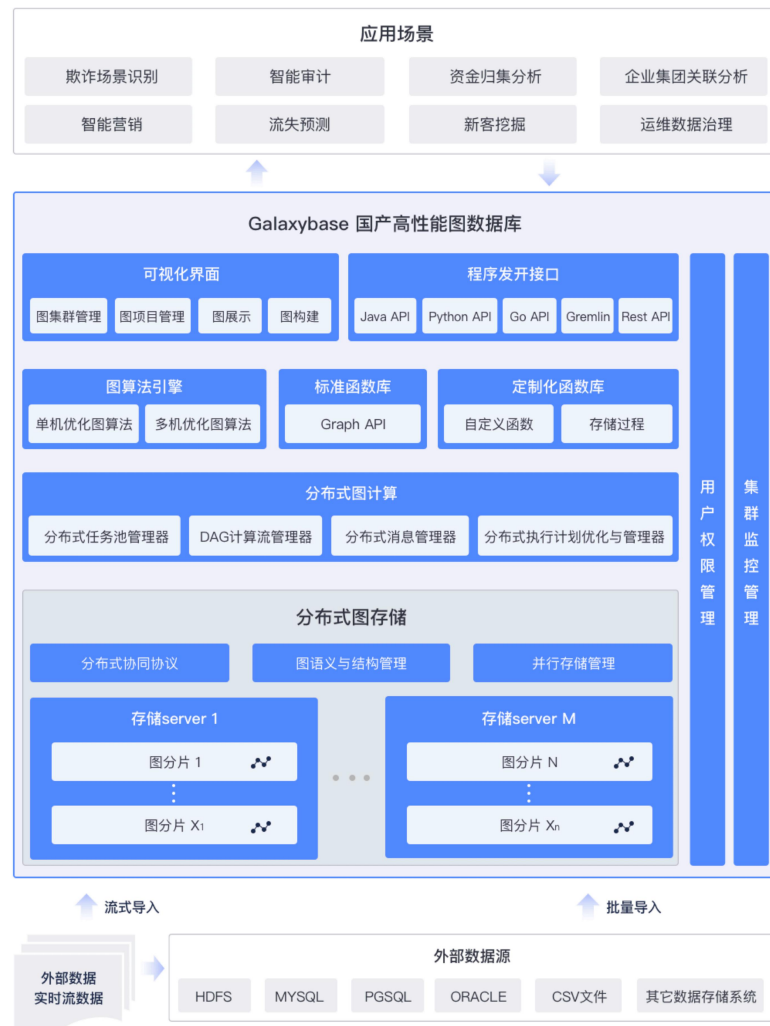 应用场景
欺诈场景识别
智能审计
资金归集分析
企业集团关联分析
智能营销
流失预测
新客挖掘
运维数据治理
Galaxybase 国产高性能图数据库
可视化界面
图集群管理
图项目管理
图展示
图构建
程序发开接口
Java API
Python API
Go API
Gremlin
Rest API
图算法引擎
单机优化图算法
多机优化图算法
标准函数库
Graph API
定制化函数库
自定义函数
存储过程
分布式图计算
分布式任务池管理器
DAG计算流管理器
分布式消息管理器
分布式执行计划优化与管理器
用户权限管理
集群监控管理
分布式图存储
分布式协同协议
图语义与结构管理
并行存储管理
存储server 1
图分片 1
图分片 X₁
存储server M
图分片 N
图分片 Xₙ
流式导入
批量导入
外部数据
实时流数据
外部数据源
HDFS
MYSQL
PGSQL
ORACLE
CSV文件
其它数据存储系统